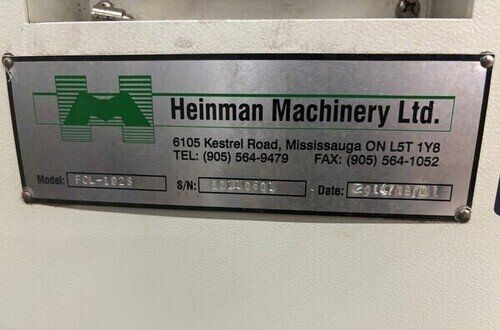 Heinman Machinery Ltd.
6105 Kestrel Road, Mississauga ON L5T 1Y8
TEL: (905) 564-9479 FAX: (905) 564-1052
Model: S/N: 20110601 Date: